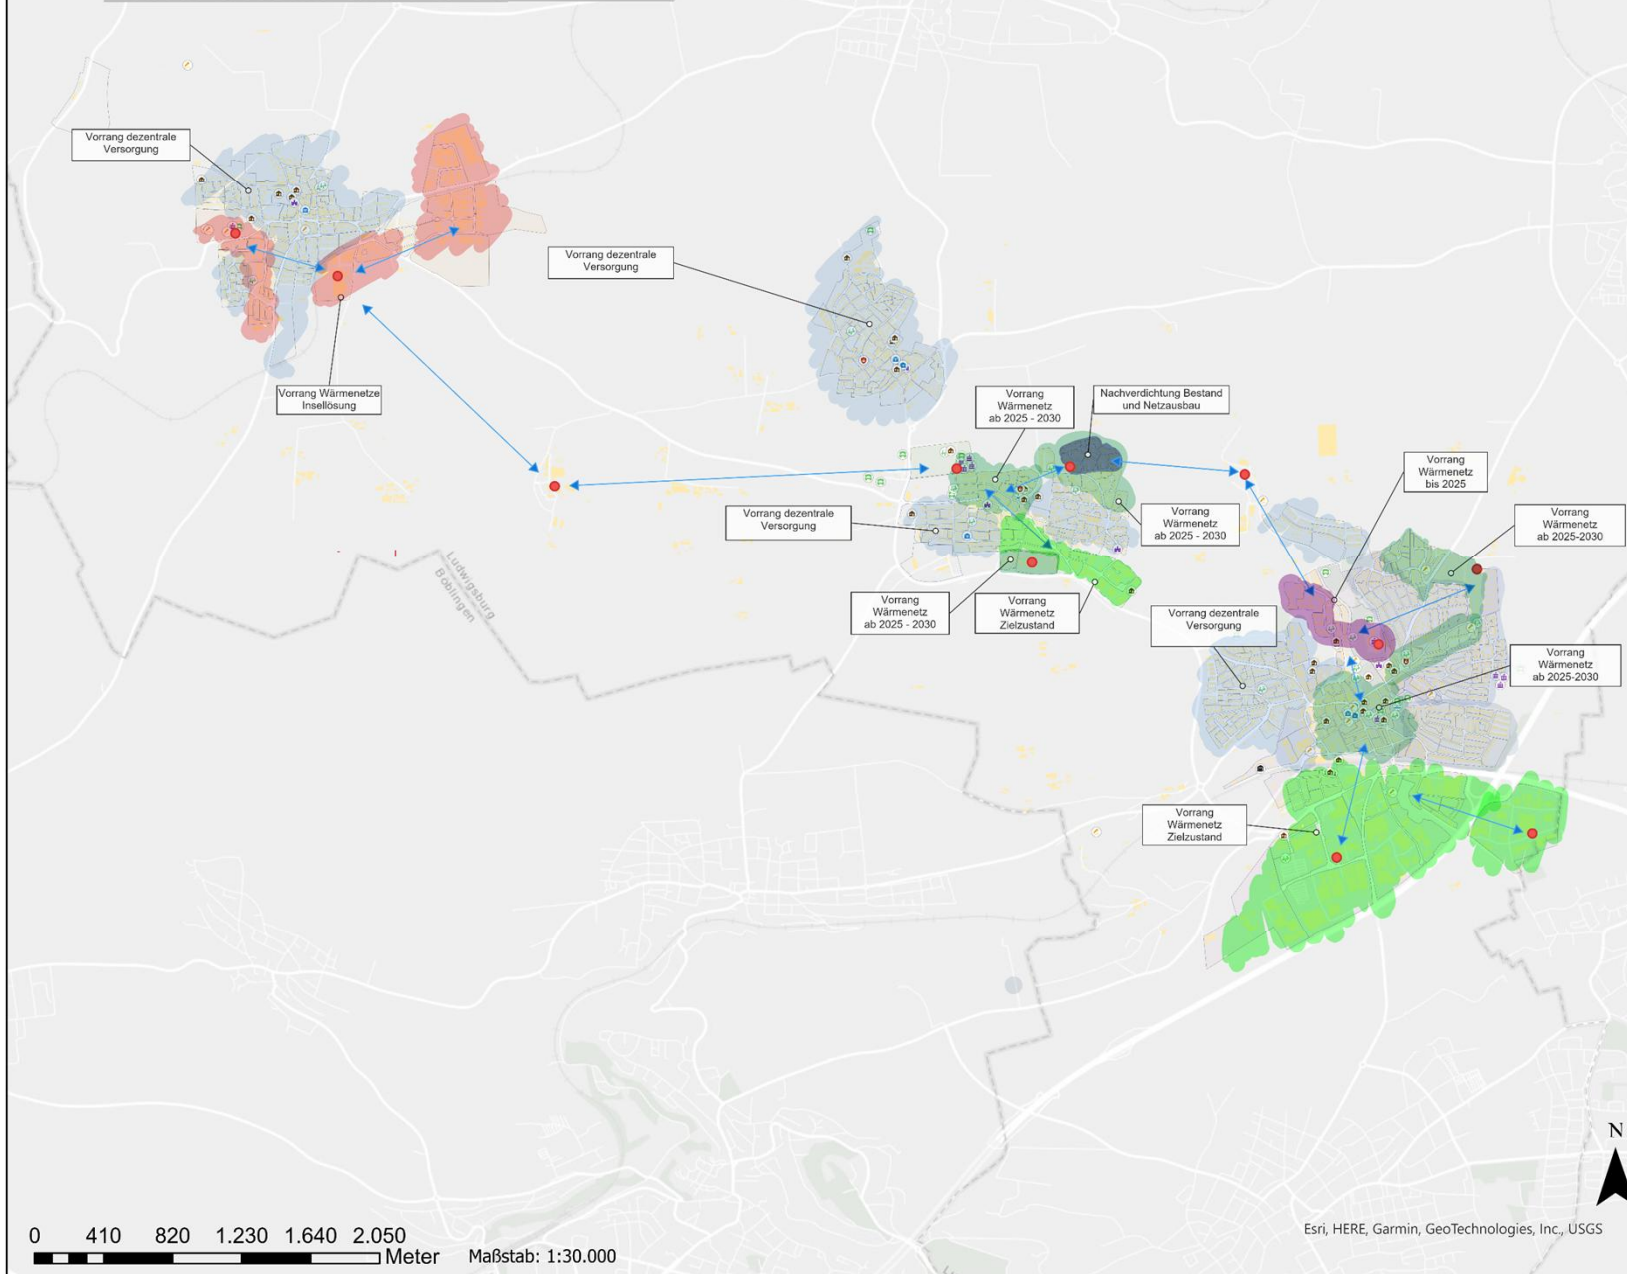 Vorrang dezentrale
Versorgung
Vorrang dezentrale
Versorgung
Vorrang Wärmenetze
Insellösung
Vorrang
Wärmenetz
ab 2025 - 2030
Nachverdichtung Bestand
und Netzausbau
Vorrang
Wärmenetz
bis 2025
Vorrang dezentrale
Versorgung
Vorrang
Wärmenetz
ab 2025 - 2030
Vorrang
Wärmenetz
ab 2025-2030
Ludwigsburg
Böblingen
Vorrang
Wärmenetz
ab 2025 - 2030
Vorrang
Wärmenetz
Zielzustand
Vorrang dezentrale
Versorgung
Vorrang
Wärmenetz
ab 2025-2030
Vorrang
Wärmenetz
Zielzustand
N
0 410 820 1.230 1.640 2.050
Meter
Maßstab: 1:30.000
Esri, HERE, Garmin, GeoTechnologies, Inc., USGS